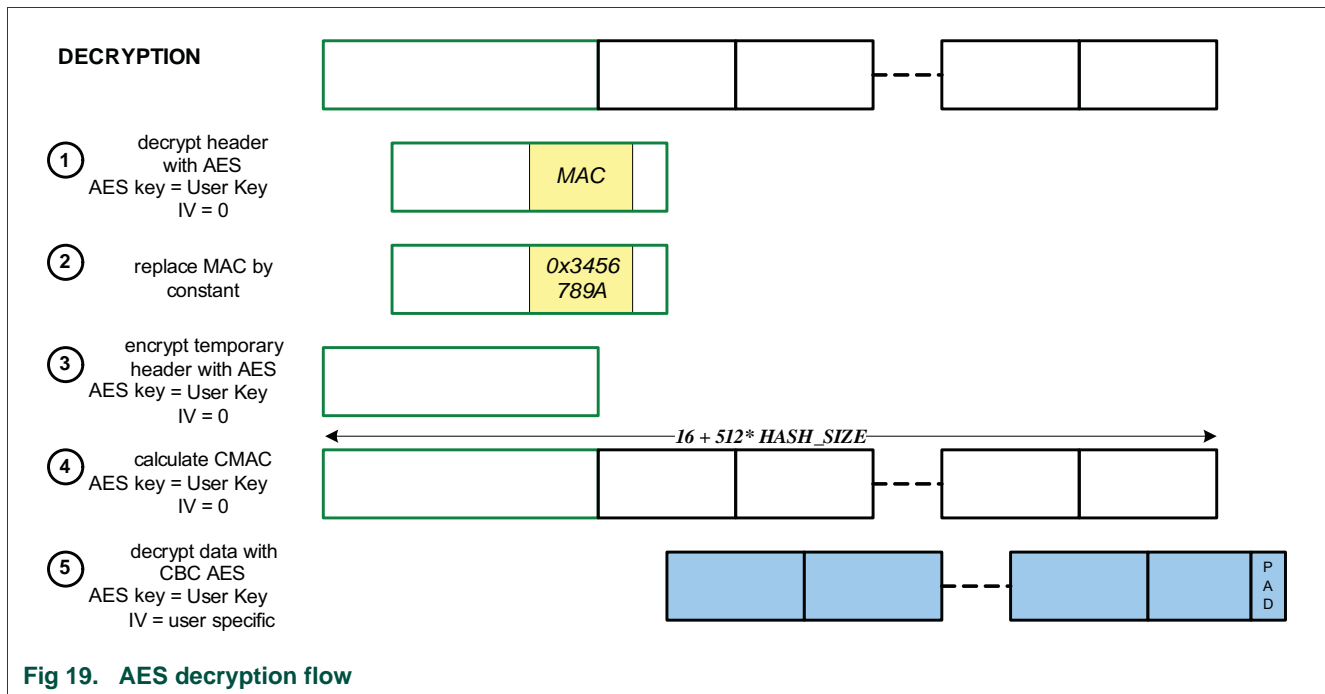 DECRYPTION
1
decrypt header
with AES
AES key = User Key
IV = 0
MAC
2
replace MAC by
constant
0x3456
789A
3
encrypt temporary
header with AES
AES key = User Key
IV = 0
16 + 512* HASH_SIZE
4
calculate CMAC
AES key = User Key
IV = 0
5
decrypt data with
CBC AES
AES key = User Key
IV = user specific
P
A
D
Fig 19. AES decryption flow